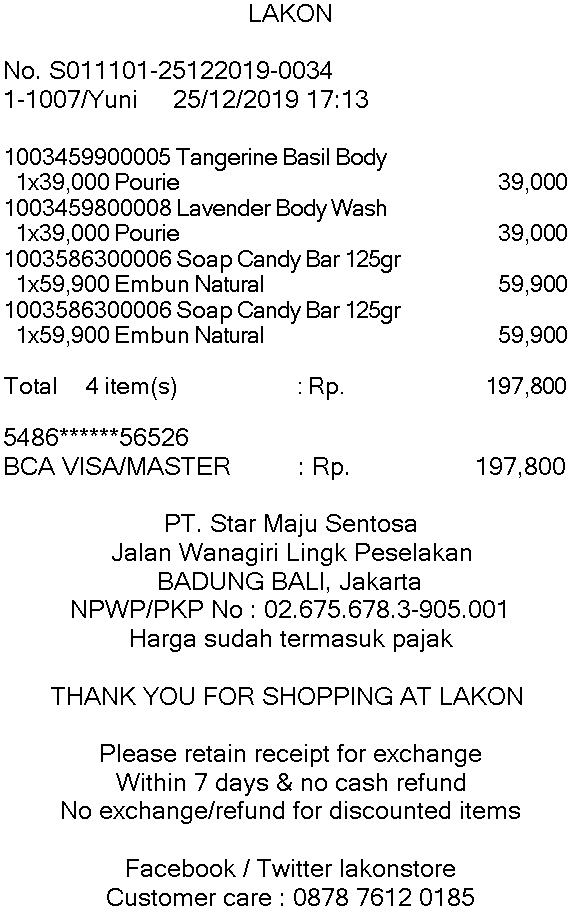 LAKON
No. S011101-25122019-0034
1-1007/Yuni 25/12/2019 17:13
1003459900005 Tangerine Basil Body
1x39,000 Pourie 39,000
1003459800008 Lavender Body Wash
1x39,000 Pourie 39,000
1003586300006 Soap Candy Bar 125gr
1x59,900 Embun Natural 59,900
1003586300006 Soap Candy Bar 125gr
1x59,900 Embun Natural 59,900
Total 4 item(s) : Rp. 197,800
5486******56526
BCA VISA/MASTER : Rp. 197,800
PT. Star Maju Sentosa
Jalan Wanagiri Lingk Peselakan
BADUNG BALI, Jakarta
NPWP/PKP No : 02.675.678.3-905.001
Harga sudah termasuk pajak
THANK YOU FOR SHOPPING AT LAKON
Please retain receipt for exchange
Within 7 days & no cash refund
No exchange/refund for discounted items
Facebook / Twitter lakonstore
Customer care : 0878 7612 0185